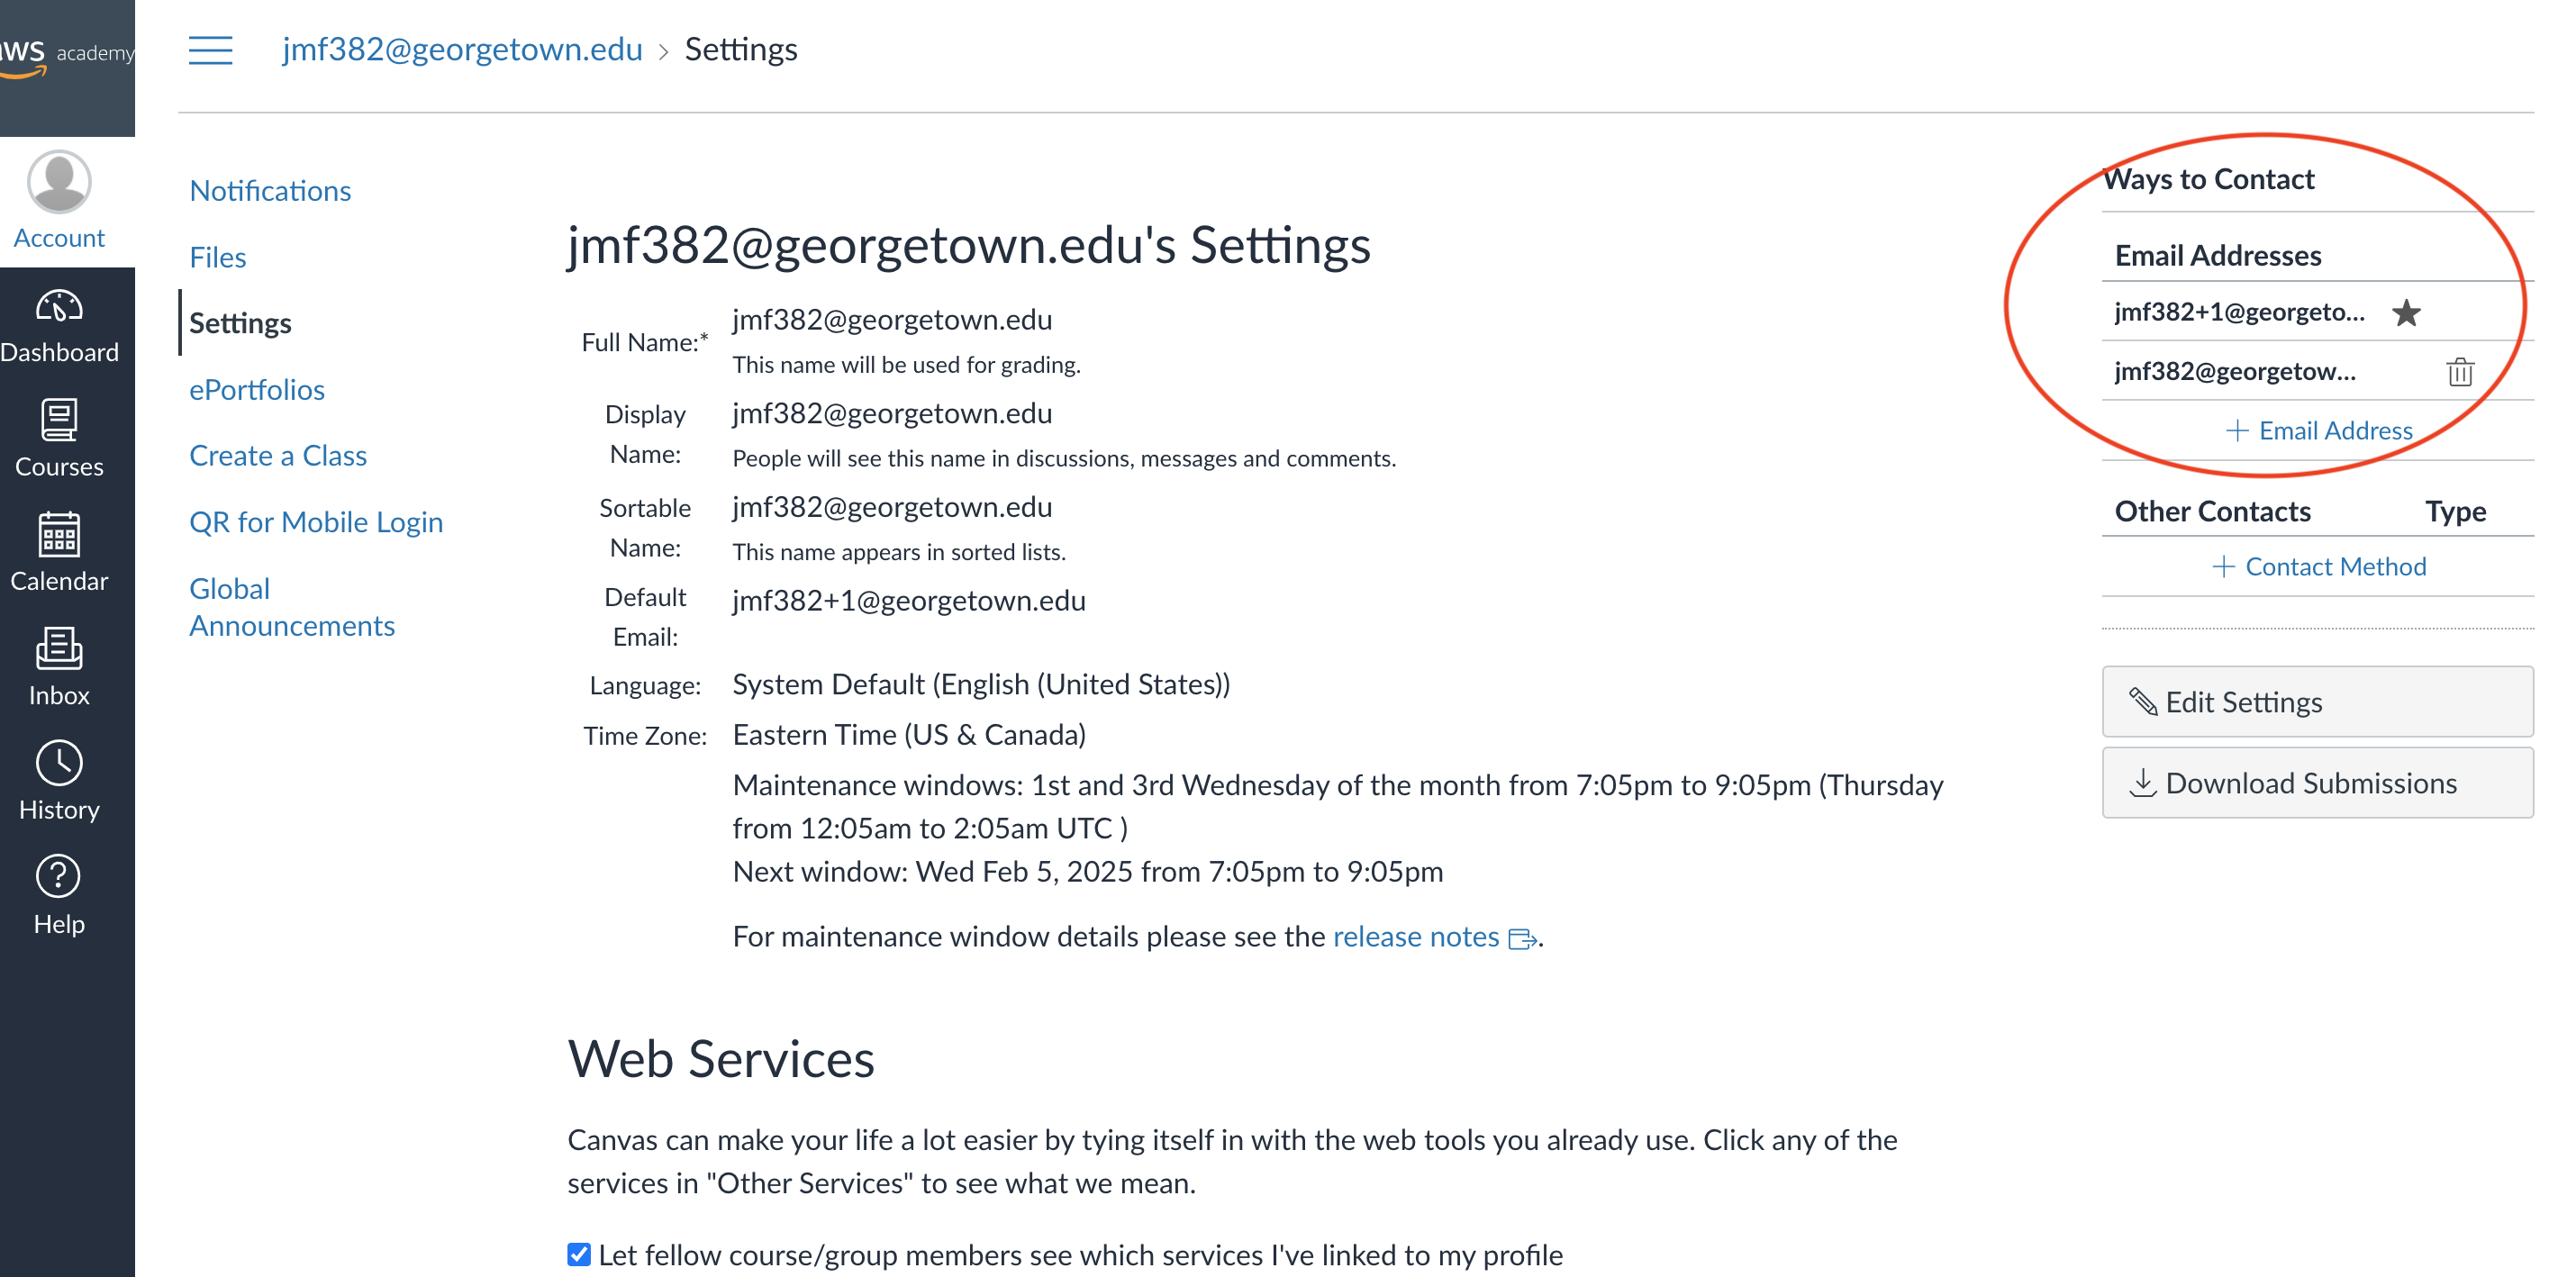 aws academy
jmf382@georgetown.edu > Settings
Account
Dashboard
Courses
Calendar
Inbox
History
Help
Notifications
Files
Settings
ePortfolios
Create a Class
QR for Mobile Login
Global
Announcements
jmf382@georgetown.edu's Settings
Full Name:* jmf382@georgetown.edu
This name will be used for grading.
Display
Name:
jmf382@georgetown.edu
People will see this name in discussions, messages and comments.
Sortable
Name:
jmf382@georgetown.edu
This name appears in sorted lists.
Default
Email:
jmf382+1@georgetown.edu
Language: System Default (English (United States))
Time Zone: Eastern Time (US & Canada)
Maintenance windows: 1st and 3rd Wednesday of the month from 7:05pm to 9:05pm (Thursday
from 12:05am to 2:05am UTC )
Next window: Wed Feb 5, 2025 from 7:05pm to 9:05pm
For maintenance window details please see the release notes .
Web Services
Canvas can make your life a lot easier by tying itself in with the web tools you already use. Click any of the
services in "Other Services" to see what we mean.
Let fellow course/group members see which services I've linked to my profile
Ways to Contact
Email Addresses
jmf382+1@georgeto...
jmf382@georgetow...
+ Email Address
Other Contacts Type
+ Contact Method
Edit Settings
Download Submissions